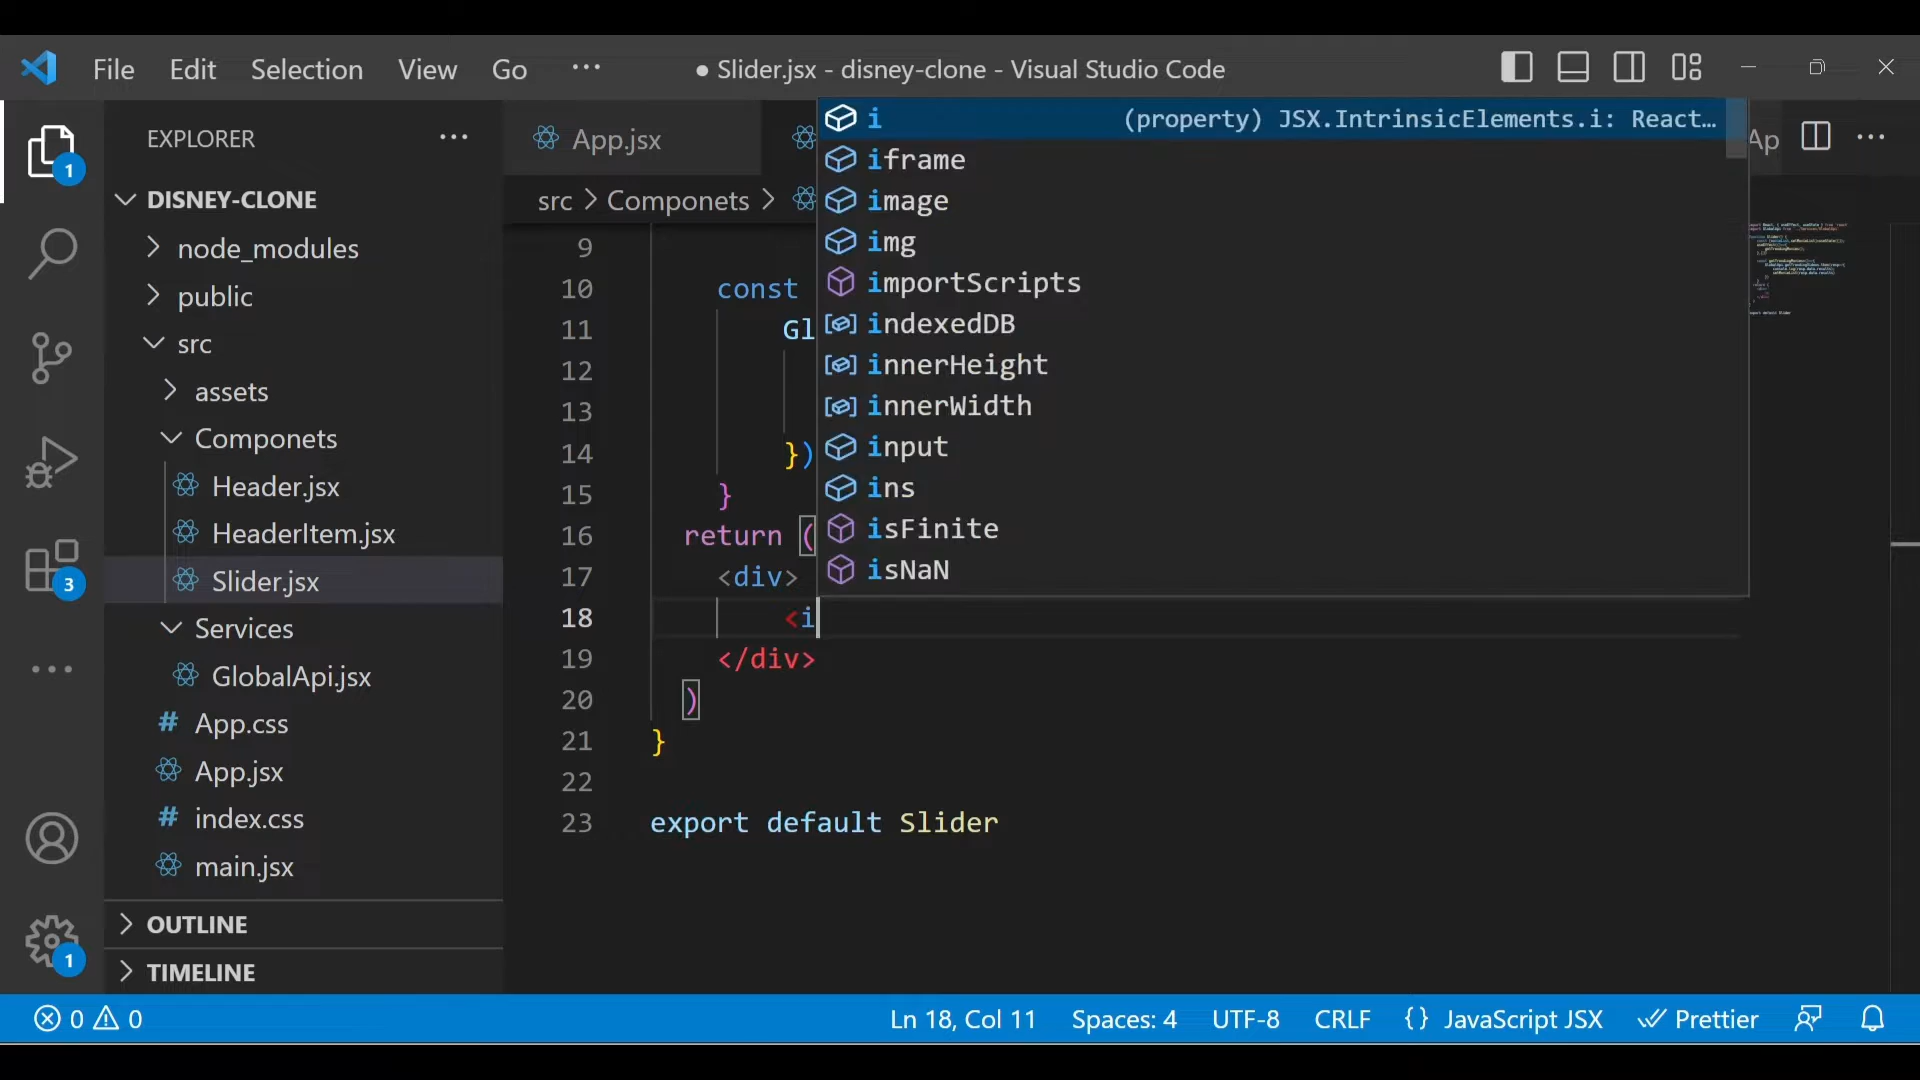 File Edit Selection View Go ··· ● Slider.jsx - disney-clone - Visual Studio Code
EXPLORER ···
1
DISNEY-CLONE
node_modules
public
src
assets
Componets
Header.jsx
HeaderItem.jsx
Slider.jsx
3
Services
GlobalApi.jsx
# App.css
App.jsx
# index.css
main.jsx
OUTLINE
1
TIMELINE
App.jsx
Ap
src > Componets >
i (property) JSX.IntrinsicElements.i: React…
iframe
image
img
importScripts
indexedDB
innerHeight
innerWidth
input
ins
isFinite
isNaN
9
10 const
11 Gl
12
13
14 })
15 }
16 return (
17 <div>
18 <i
19 </div>
20 )
21 }
22
23 export default Slider
0 0 Ln 18, Col 11 Spaces: 4 UTF-8 CRLF {} JavaScript JSX Prettier